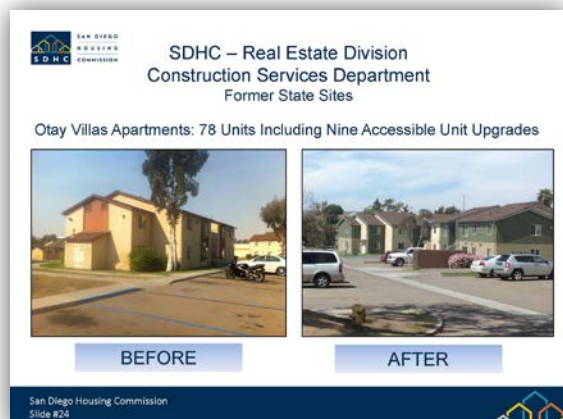 SAN DIEGO
HOUSING
COMMISSION
SDHC
SDHC – Real Estate Division
Construction Services Department
Former State Sites
Otay Villas Apartments: 78 Units Including Nine Accessible Unit Upgrades
BEFORE
AFTER
San Diego Housing Commission
Slide #24